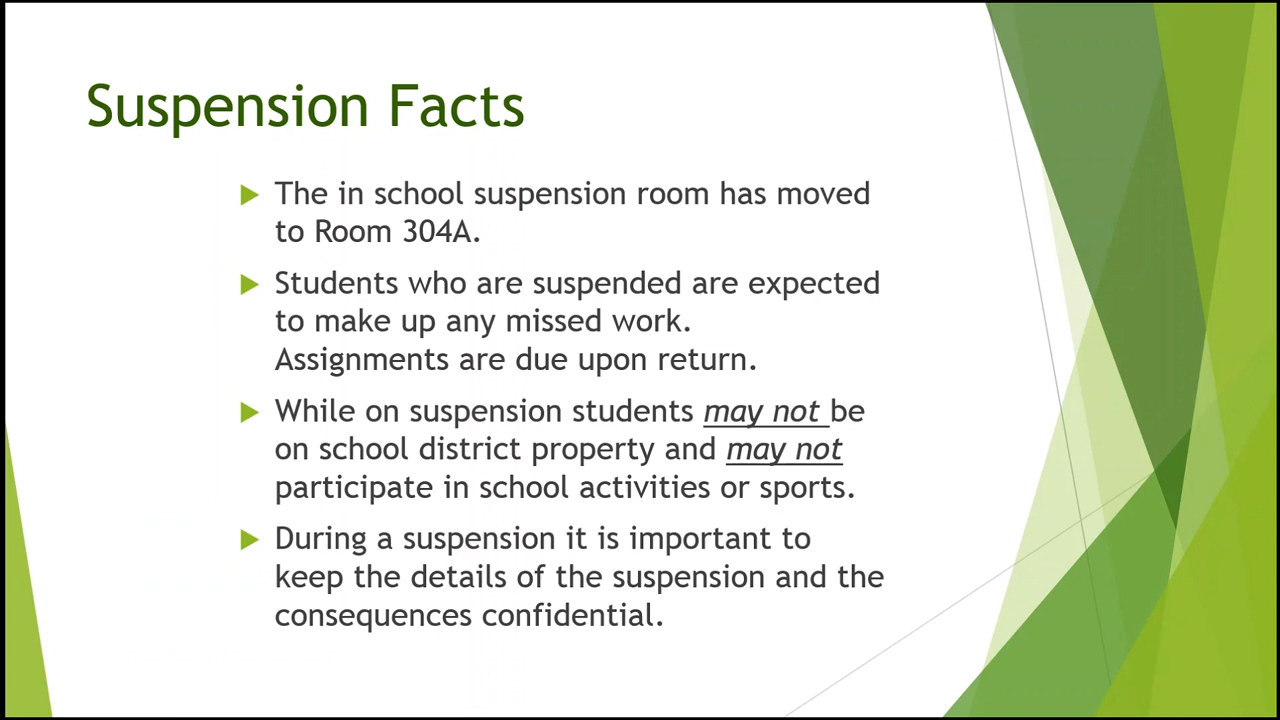 Suspension Facts
The in school suspension room has moved
to Room 304A.
Students who are suspended are expected
to make up any missed work.
Assignments are due upon return.
While on suspension students may not be
on school district property and may not
participate in school activities or sports.
During a suspension it is important to
keep the details of the suspension and the
consequences confidential.